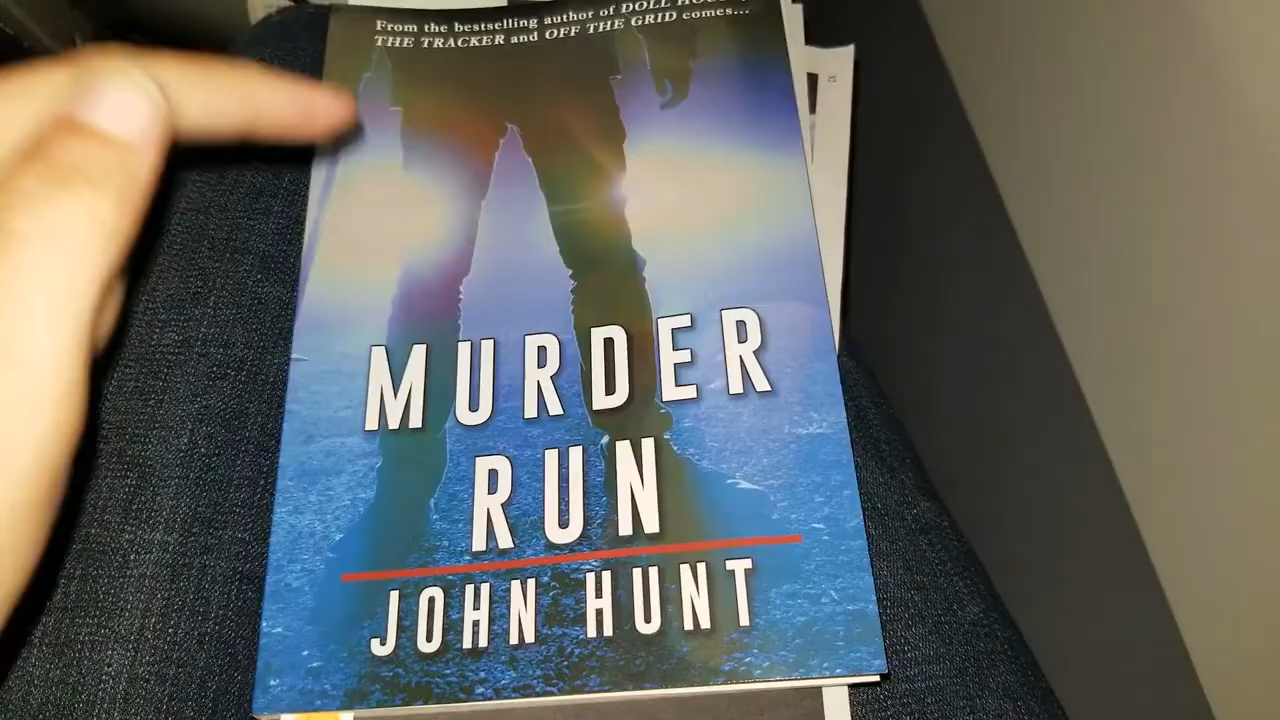 From the bestselling author of DOLL HOUSE,
THE TRACKER and OFF THE GRID comes...
MURDER
RUN
JOHN HUNT